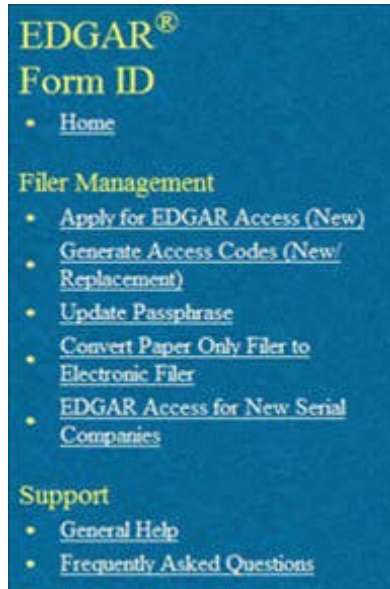 EDGAR®
Form ID
• Home
Filer Management
• Apply for EDGAR Access (New)
• Generate Access Codes (New/
Replacement)
• Update Passphrase
• Convert Paper Only Filer to
Electronic Filer
• EDGAR Access for New Serial
Companies
Support
• General Help
• Frequently Asked Questions